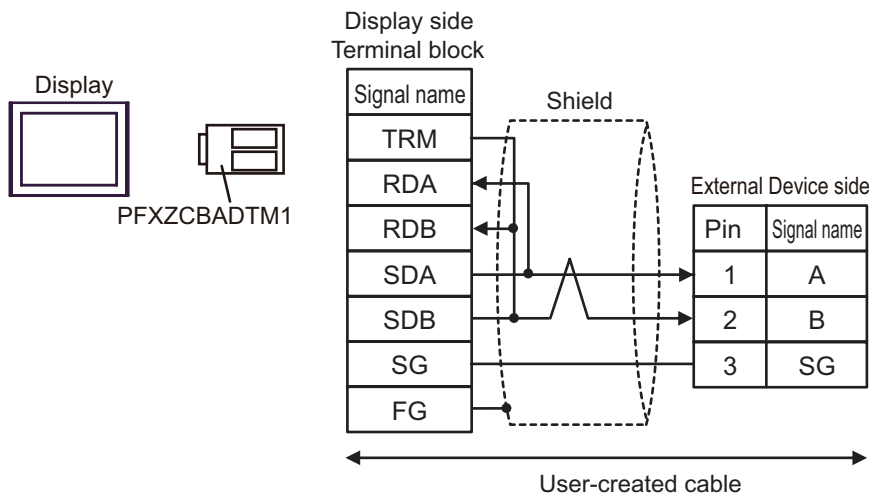 Display side
Terminal block
Display
PFXZCBADTM1
Signal name
TRM
RDA
RDB
SDA
SDB
SG
FG
Shield
External Device side
Pin Signal name
1 A
2 B
3 SG
User-created cable